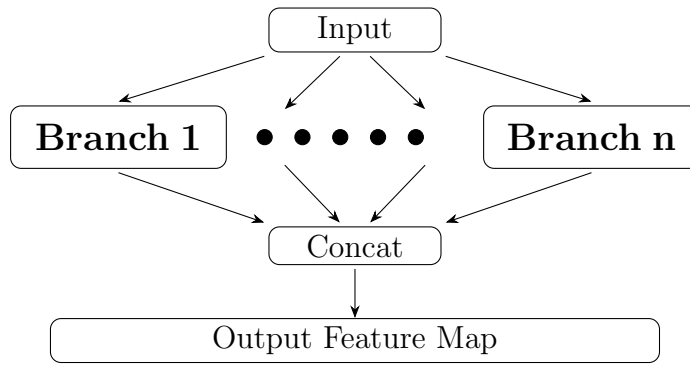 Input
Branch 1
Branch n
Concat
Output Feature Map